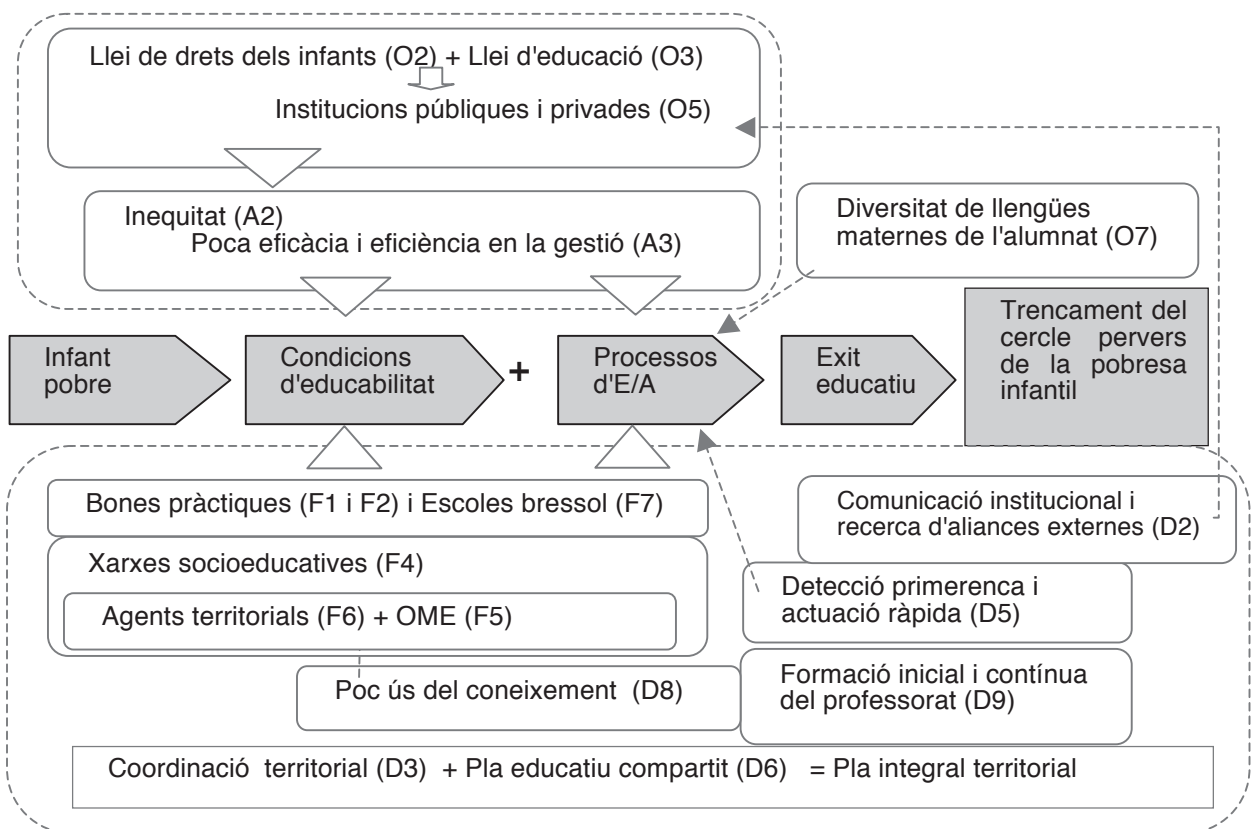 Llei de drets dels infants (O2) + Llei d'educació (O3)
Institucions públiques i privades (O5)
Inequitat (A2)
Poca eficàcia i eficiència en la gestió (A3)
Diversitat de llengües
maternes de l'alumnat (O7)
Infant
pobre
Condicions
d'educabilitat
+
Processos
d'E/A
Exit
educatiu
Trencament del
cercle pervers
de la pobresa
infantil
Bones pràctiques (F1 i F2) i Escoles bressol (F7)
Xarxes socioeducatives (F4)
Agents territorials (F6) + OME (F5)
Poc ús del coneixement (D8)
Comunicació institucional i
recerca d'aliances externes (D2)
Detecció primerenca i
actuació ràpida (D5)
Formació inicial i contínua
del professorat (D9)
Coordinació territorial (D3) + Pla educatiu compartit (D6) = Pla integral territorial